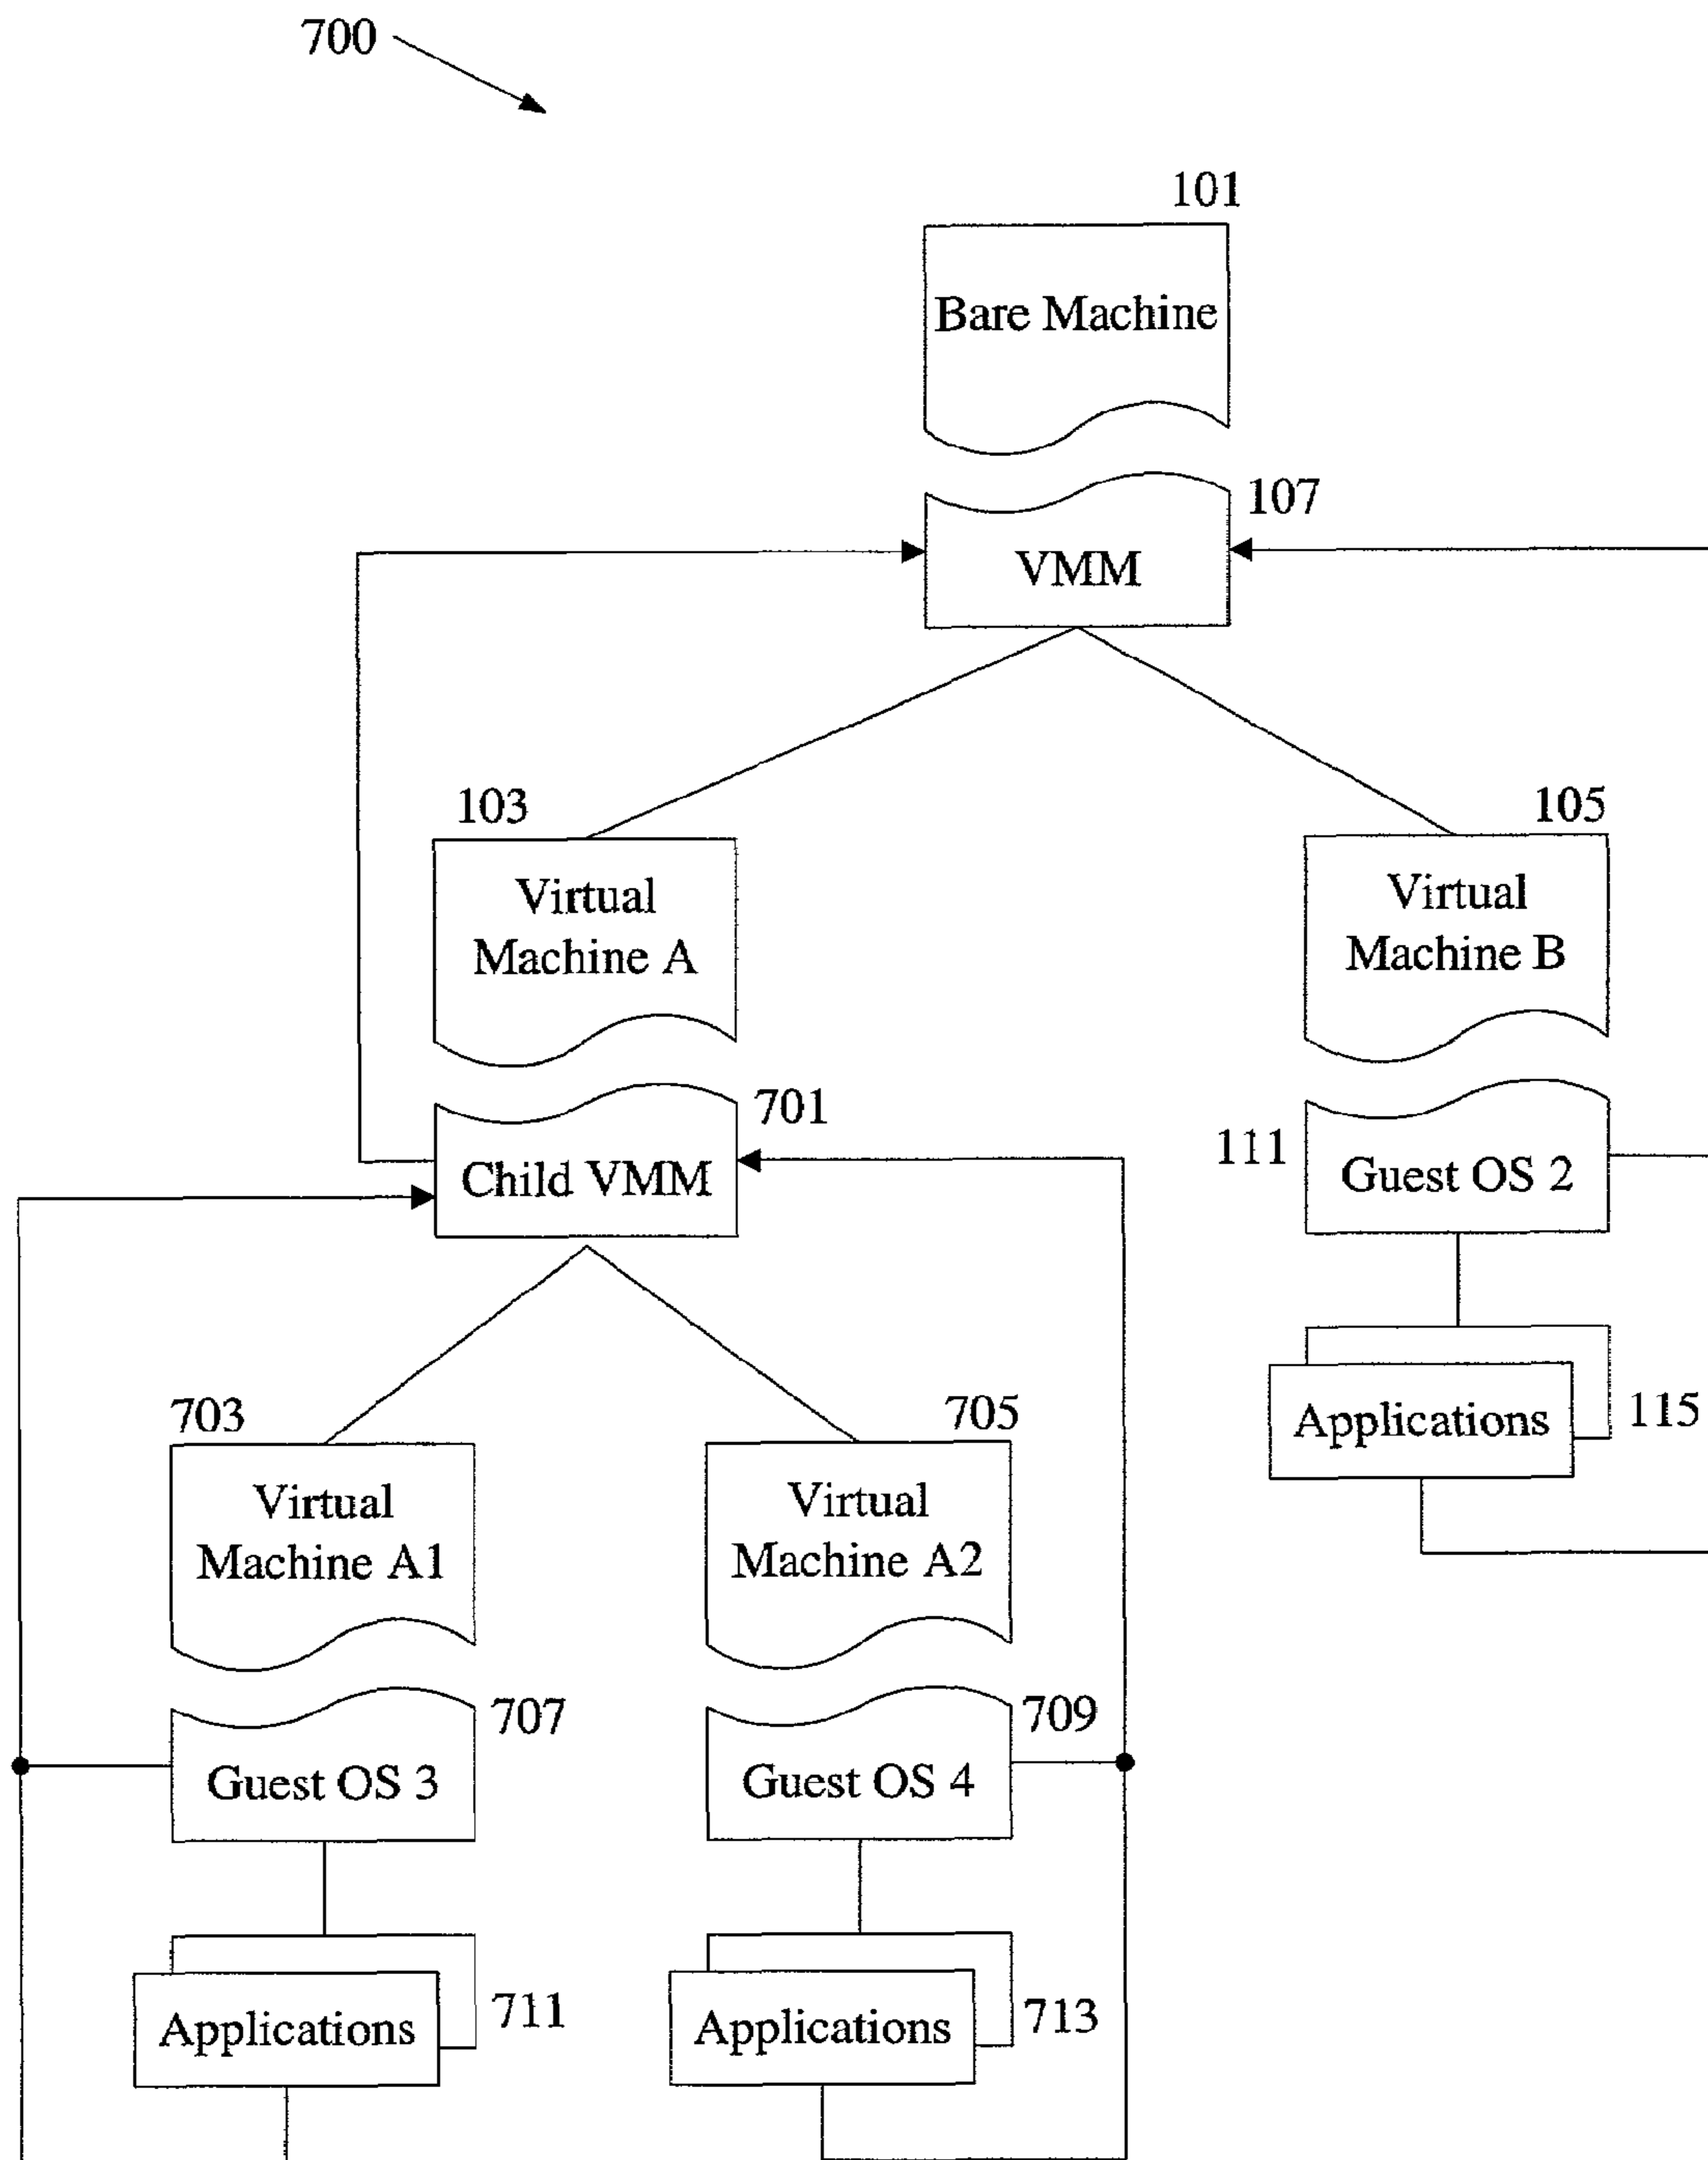 700
101
Bare Machine
107
VMM
103
Virtual
Machine A
105
Virtual
Machine B
701
Child VMM
111
Guest OS 2
Applications
115
703
Virtual
Machine A1
705
Virtual
Machine A2
707
Guest OS 3
709
Guest OS 4
Applications
711
Applications
713